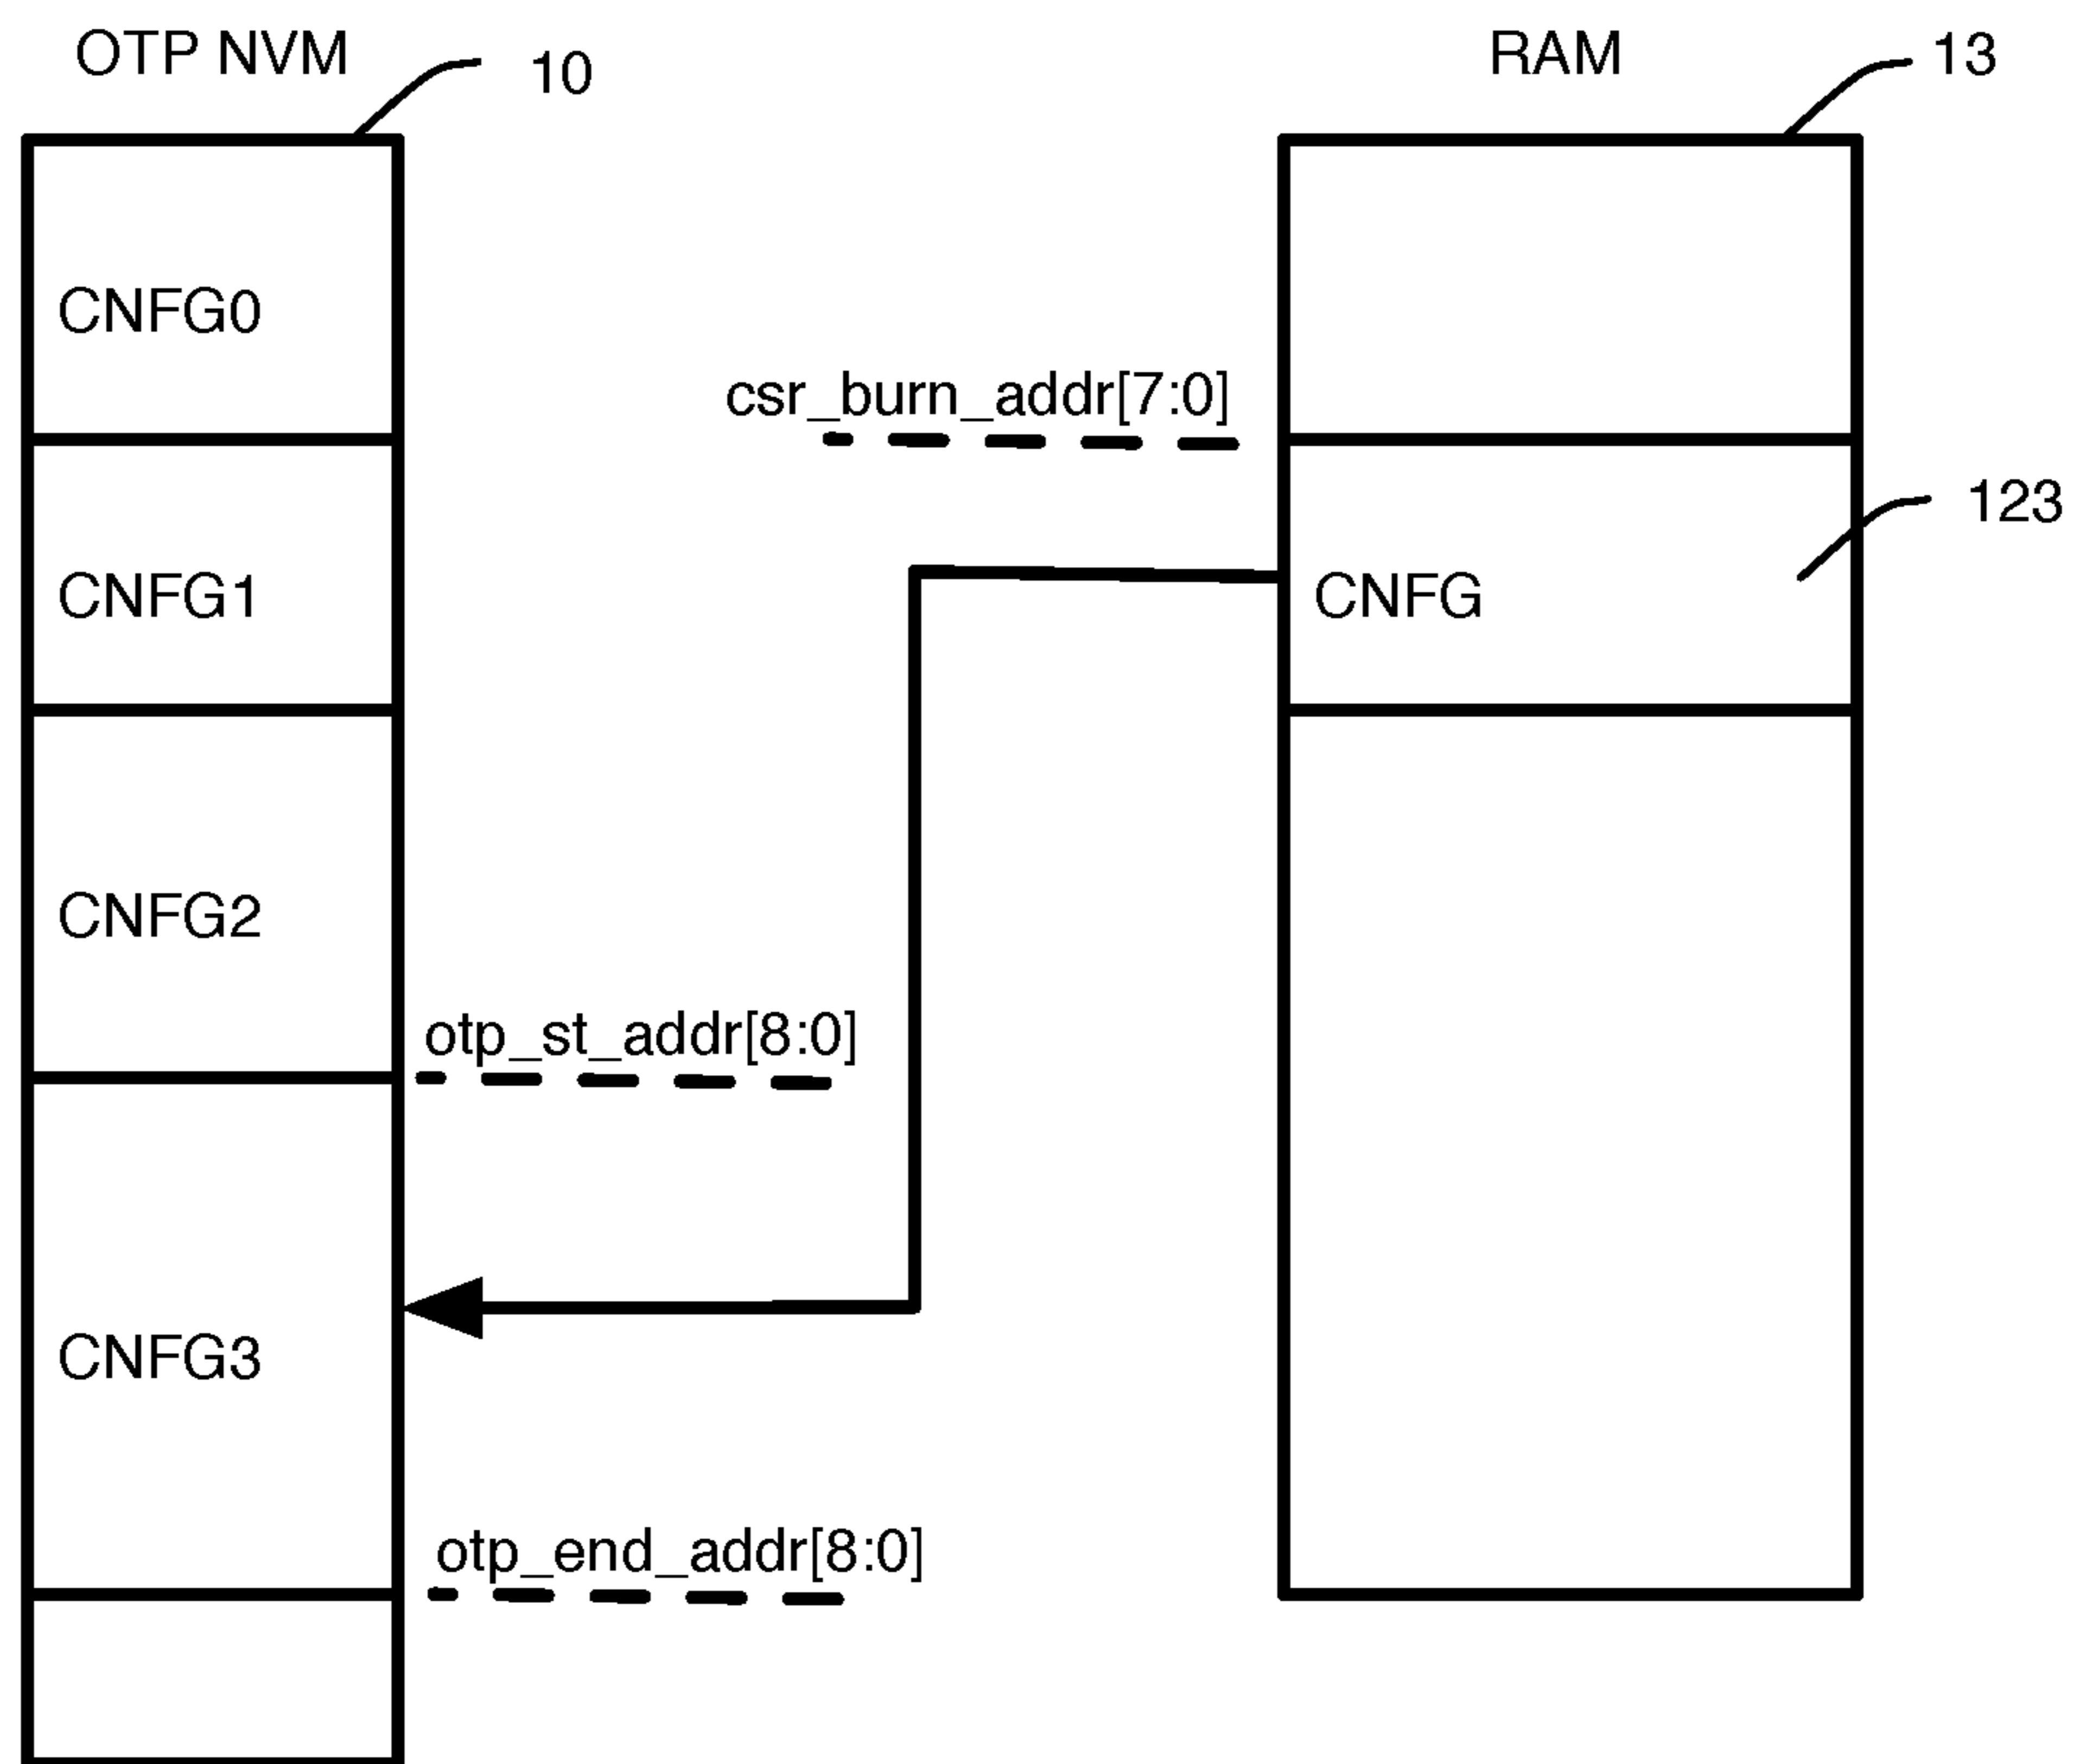 OTP NVM
10
RAM
13
CNFG0
csr_burn_addr[7:0]
123
CNFG1
CNFG
CNFG2
otp_st_addr[8:0]
CNFG3
otp_end_addr[8:0]